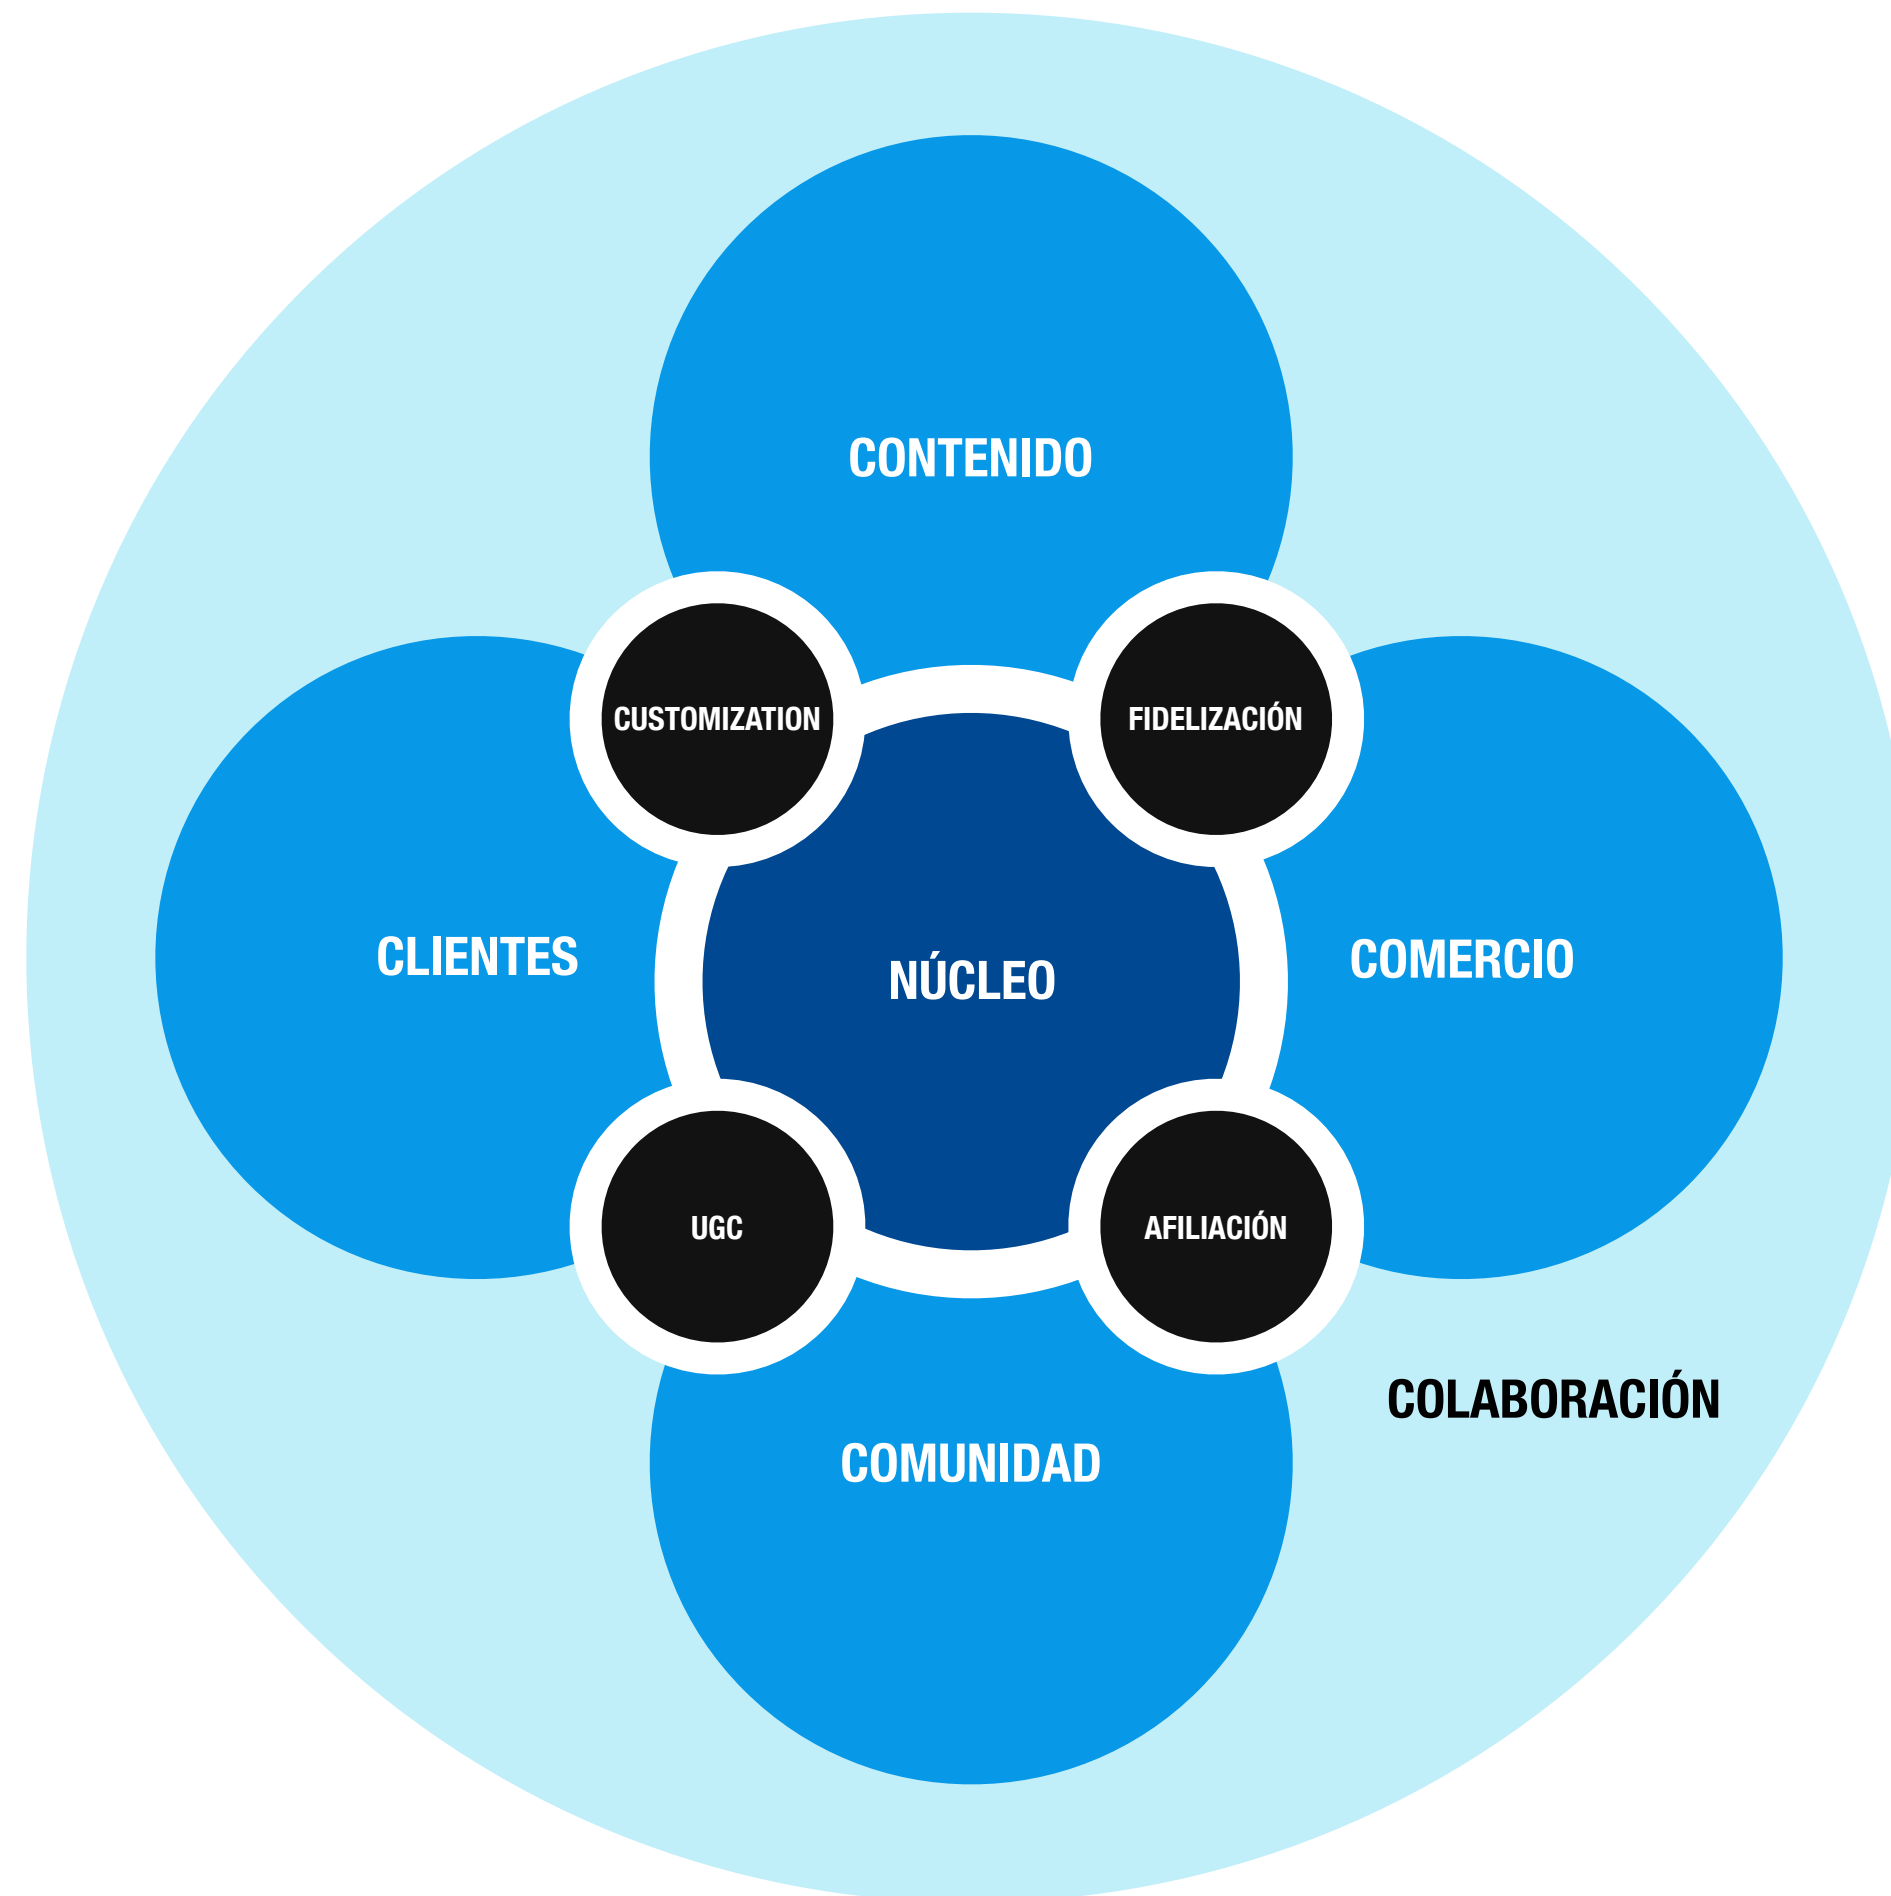 CONTENIDO
CUSTOMIZATION
FIDELIZACIÓN
CLIENTES
NÚCLEO
COMERCIO
UGC
AFILIACIÓN
COLABORACIÓN
COMUNIDAD